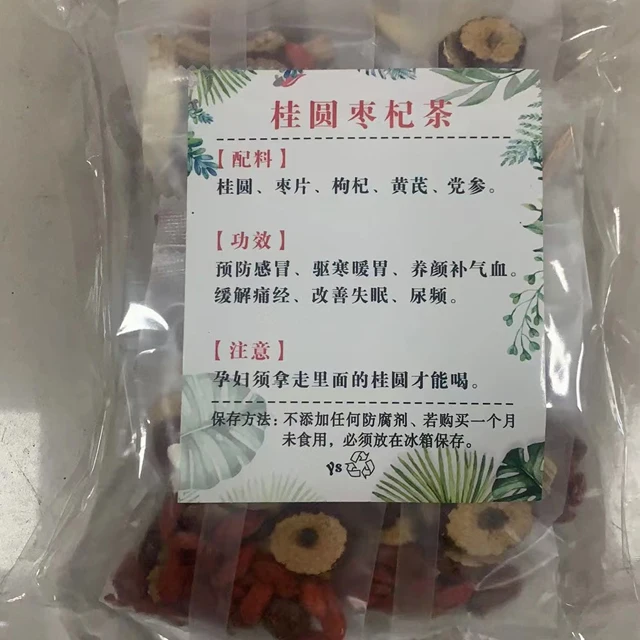 桂圆枣杞茶
【配料】
桂圆、枣片、枸杞、黄芪、党参。
【功效】
预防感冒、驱寒暖胃、养颜补气血。
缓解痛经、改善失眠、尿频。
【注意】
孕妇须拿走里面的桂圆才能喝。
保存方法：不添加任何防腐剂、若购买一个月
未食用，必须放在冰箱保存。